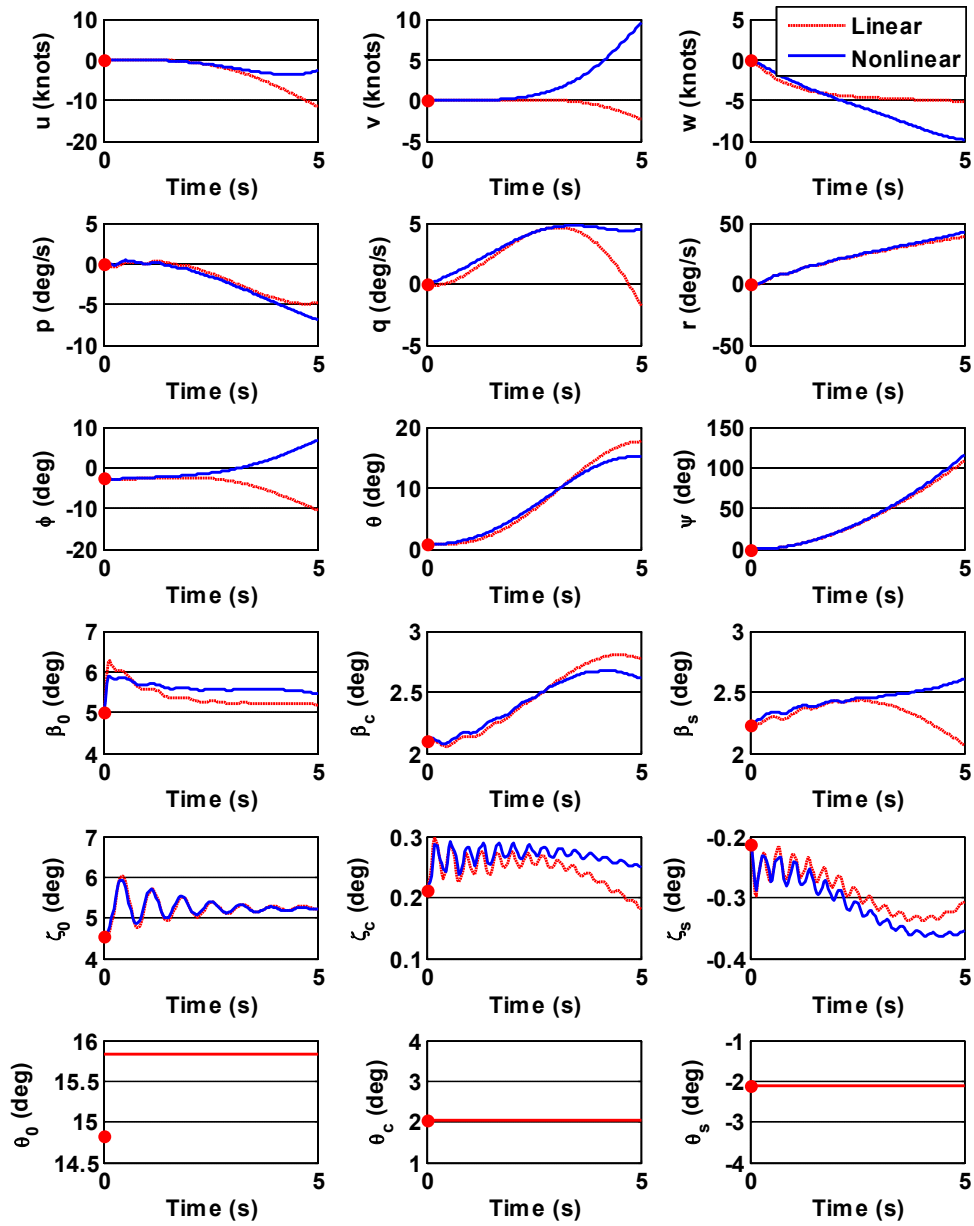 Linear
Nonlinear
10
0
-10
-20
0
5
u (knots)
Time (s)
10
5
0
-5
0
5
v (knots)
Time (s)
5
0
-5
-10
0
5
w (knots)
Time (s)
5
0
-5
-10
0
5
p (deg/s)
Time (s)
5
0
-5
0
5
q (deg/s)
Time (s)
50
0
-50
0
5
r (deg/s)
Time (s)
10
0
-10
-20
0
5
ϕ (deg)
Time (s)
20
10
0
0
5
θ (deg)
Time (s)
150
100
50
0
0
5
ψ (deg)
Time (s)
7
6
5
4
0
5
β0 (deg)
Time (s)
3
2.5
2
0
5
βc (deg)
Time (s)
3
2.5
2
0
5
βs (deg)
Time (s)
7
6
5
4
0
5
ζ0 (deg)
Time (s)
0.3
0.2
0.1
0
5
ζc (deg)
Time (s)
-0.2
-0.3
-0.4
0
5
ζs (deg)
Time (s)
16
15.5
15
14.5
0
5
θ0 (deg)
Time (s)
4
3
2
1
0
5
θc (deg)
Time (s)
-1
-2
-3
-4
0
5
θs (deg)
Time (s)